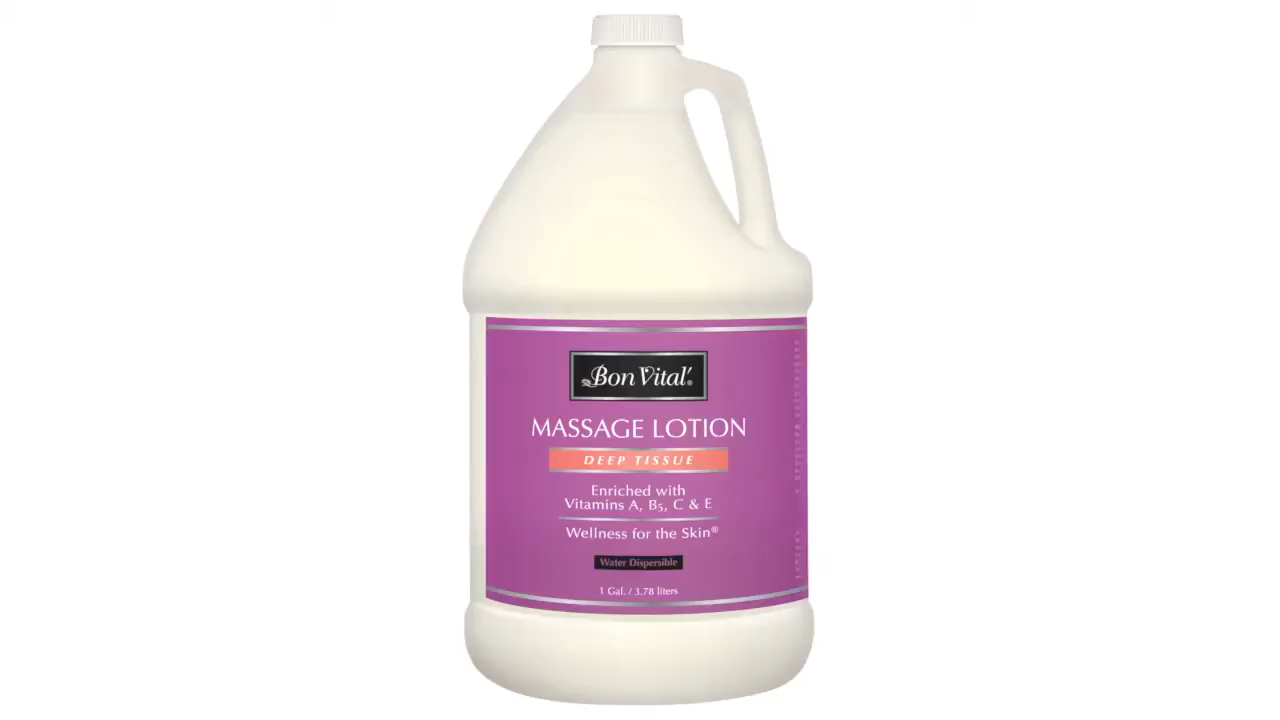 Bon Vital'®
MASSAGE LOTION
DEEP TISSUE
Enriched with
Vitamins A, B₅, C & E
Wellness for the Skin®
Water Dispersible
1 Gal. / 3.78 liters